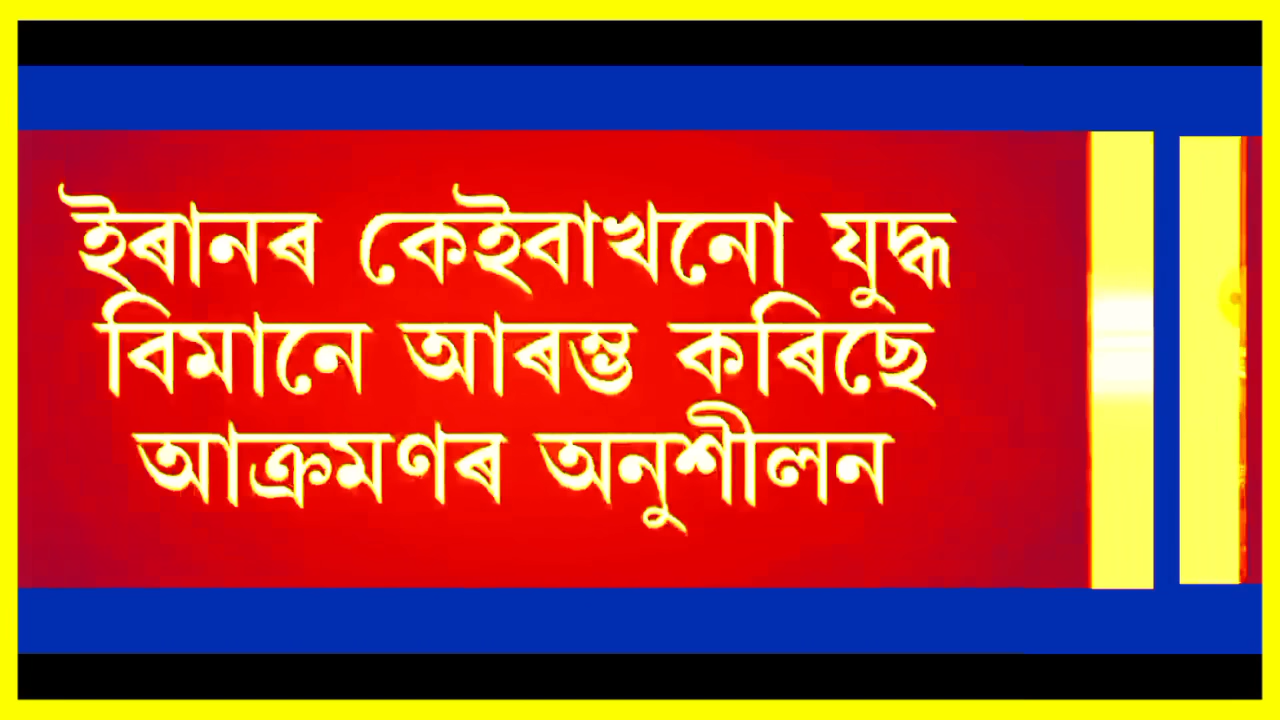 ইৰানৰ কেইবাখনো যুদ্ধ
বিমানে আৰম্ভ কৰিছে
আক্ৰমণৰ অনুশীলন